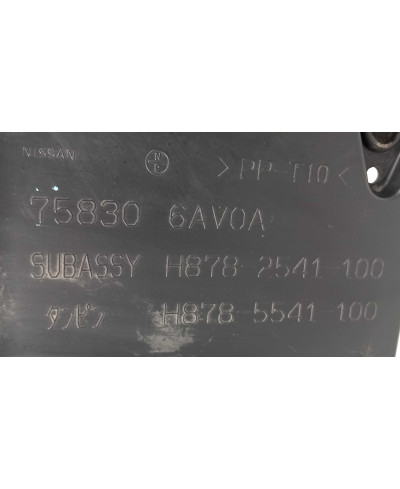 NISSAN N P >PP-T10<
75830 6AV0A
SUBASSY H878 2541 100
タンピン H878 5541 100